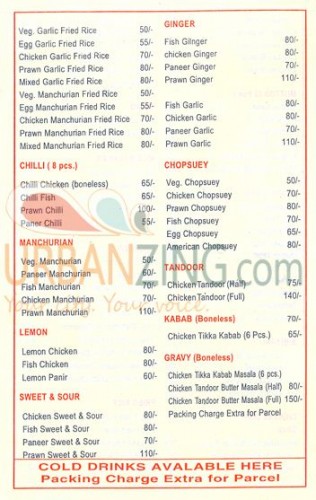 Veg. Garlic Fried Rice 50/-
Egg Garlic Fried Rice 55/-
Chicken Garlic Fried Rice 70/-
Prawn Garlic Fried Rice 80/-
Mixed Garlic Fried Rice 80/-
Veg. Manchurian Fried Rice 50/-
Egg Manchurian Fried Rice 55/-
Chicken Manchurian Fried Rice 70/-
Prawn Manchurian Fried Rice 80/-
Mixed Manchurian Fried Rice 80/-
CHILLI ( 8 pcs.)
Chilli Chicken (boneless) 65/-
Chilli Fish 65/-
Prawn Chilli 100/-
Paner Chilli 55/-
MANCHURIAN
Veg. Manchurian 50/-
Paneer Manchurian 60/-
Fish Manchurian 70/-
Chicken Manchurian 70/-
Prawn Manchurian 110/-
LEMON
Lemon Chicken 80/-
Fish Chicken 80/-
Lemon Panir 60/-
SWEET & SOUR
Chicken Sweet & Sour 80/-
Fish Sweet & Sour 80/-
Paneer Sweet & Sour 70/-
Prawn Sweet & Sour 110/-
GINGER
Fish GiInger 80/-
chicken Ginger 80/-
Paneer Ginger 70/-
Prawn Ginger 110/-
Fish Garlic 80/-
Chicken Garlic 80/-
Paneer Garlic 70/-
Prawn Garlic 110/-
CHOPSUEY
Veg. Chopsuey 50/-
Chicken Chopsuey 70/-
Prawn Chopsuey 80/-
Fish Chopsuey 70/-
Egg Chopsuey 65/-
American Chopsuey 80/-
TANDOOR
Chicken Tandoor (Half) 75/-
Chicken Tandoor (Full) 140/-
KABAB (Boneless) 70/-
Chicken Tikka Kabab (6 Pcs.) 65/-
GRAVY (Boneless)
Chicken Tikka Kabab Masala (6 pcs.)
Chicken Tandoor Butter Masala (Half) 80/-
Chicken Tandoor Butter Masala (Full) 150/-
Packing Charge Extra for Parcel
URBANZING.com
Your city. Your voice.
COLD DRINKS AVALABLE HERE
Packing Charge Extra for Parcel